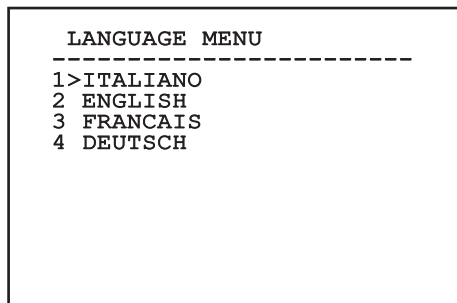 LANGUAGE MENU
------------------------
1>ITALIANO
2 ENGLISH
3 FRANCAIS
4 DEUTSCH